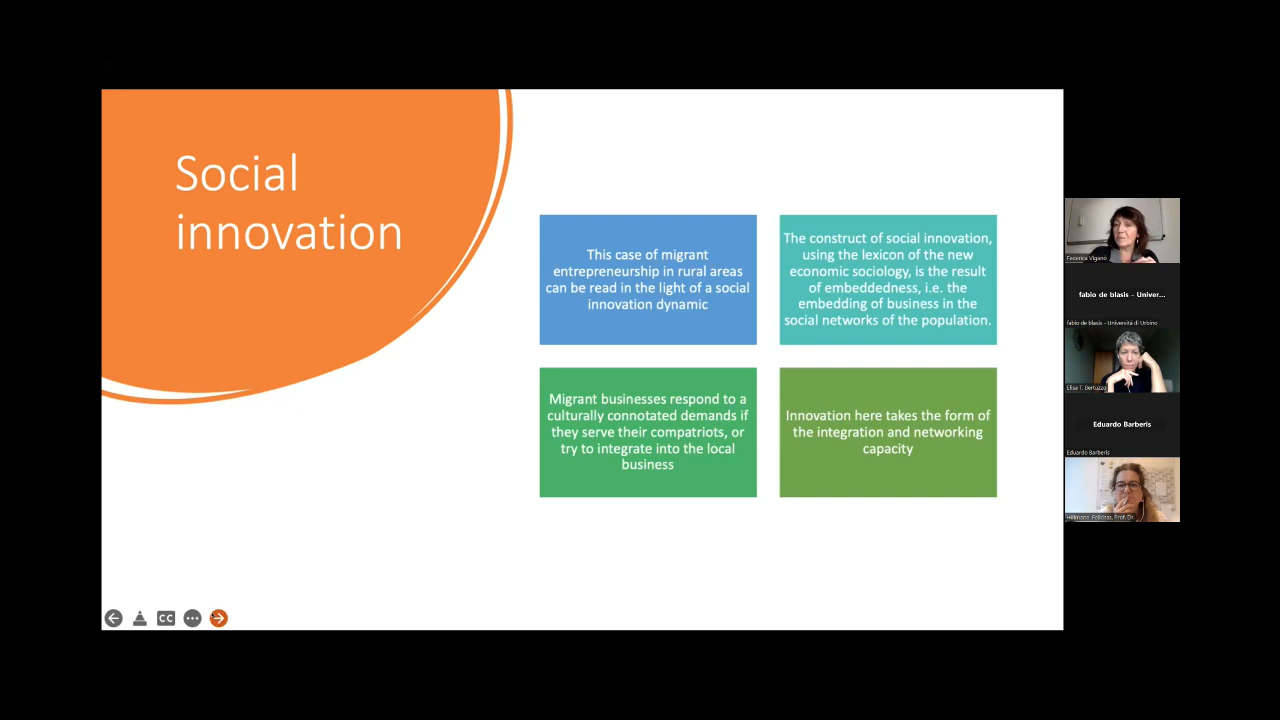 Social
innovation
This case of migrant
entrepreneurship in rural areas
can be read in the light of a social
innovation dynamic
The construct of social innovation,
using the lexicon of the new
economic sociology, is the result
of embeddedness, i.e. the
embedding of business in the
social networks of the population.
Migrant businesses respond to a
culturally connotated demands if
they serve their compatriots, or
try to integrate into the local
business
Innovation here takes the form of
the integration and networking
capacity
CC
Federica Viganò
fabio de blasis - Univer...
fabio de blasis - Università di Urbino
Elisa T. Bertuzzo
Eduardo Barberis
Eduardo Barberis
Hillmann, Felicitas, Prof. Dr.